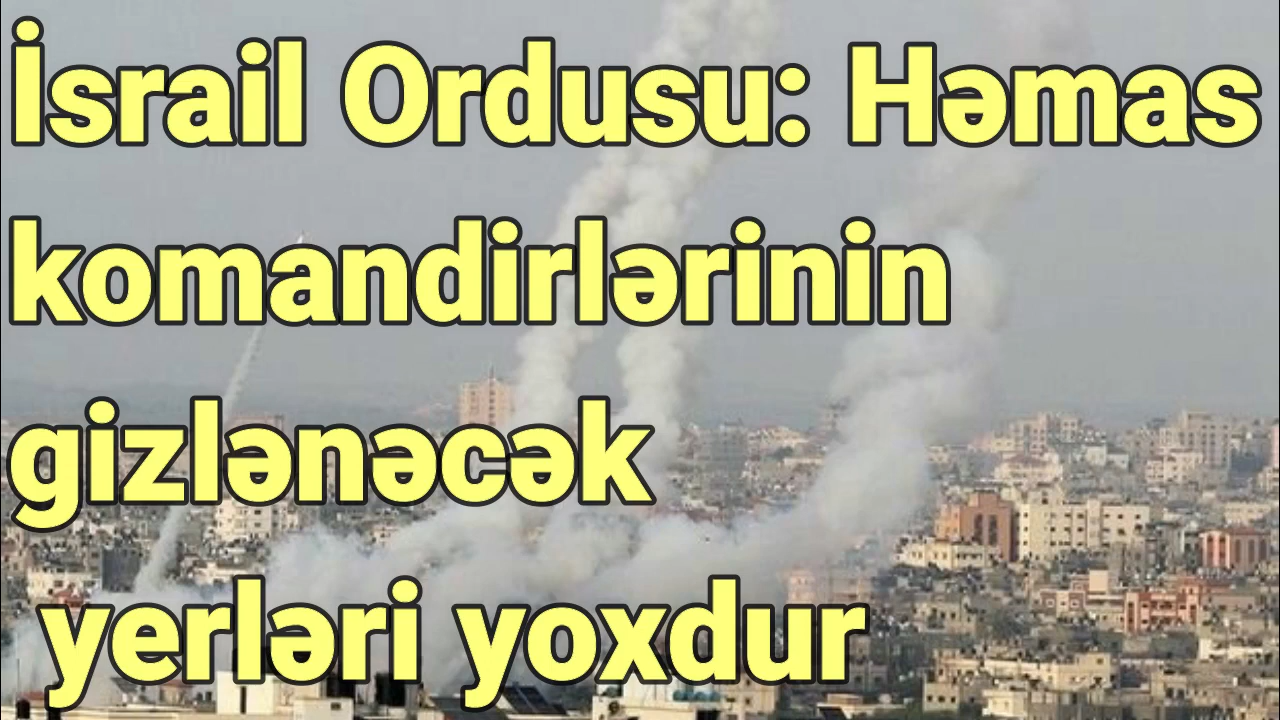 İsrail Ordusu: Həmas
komandirlərinin
gizlənəcək
yerləri yoxdur